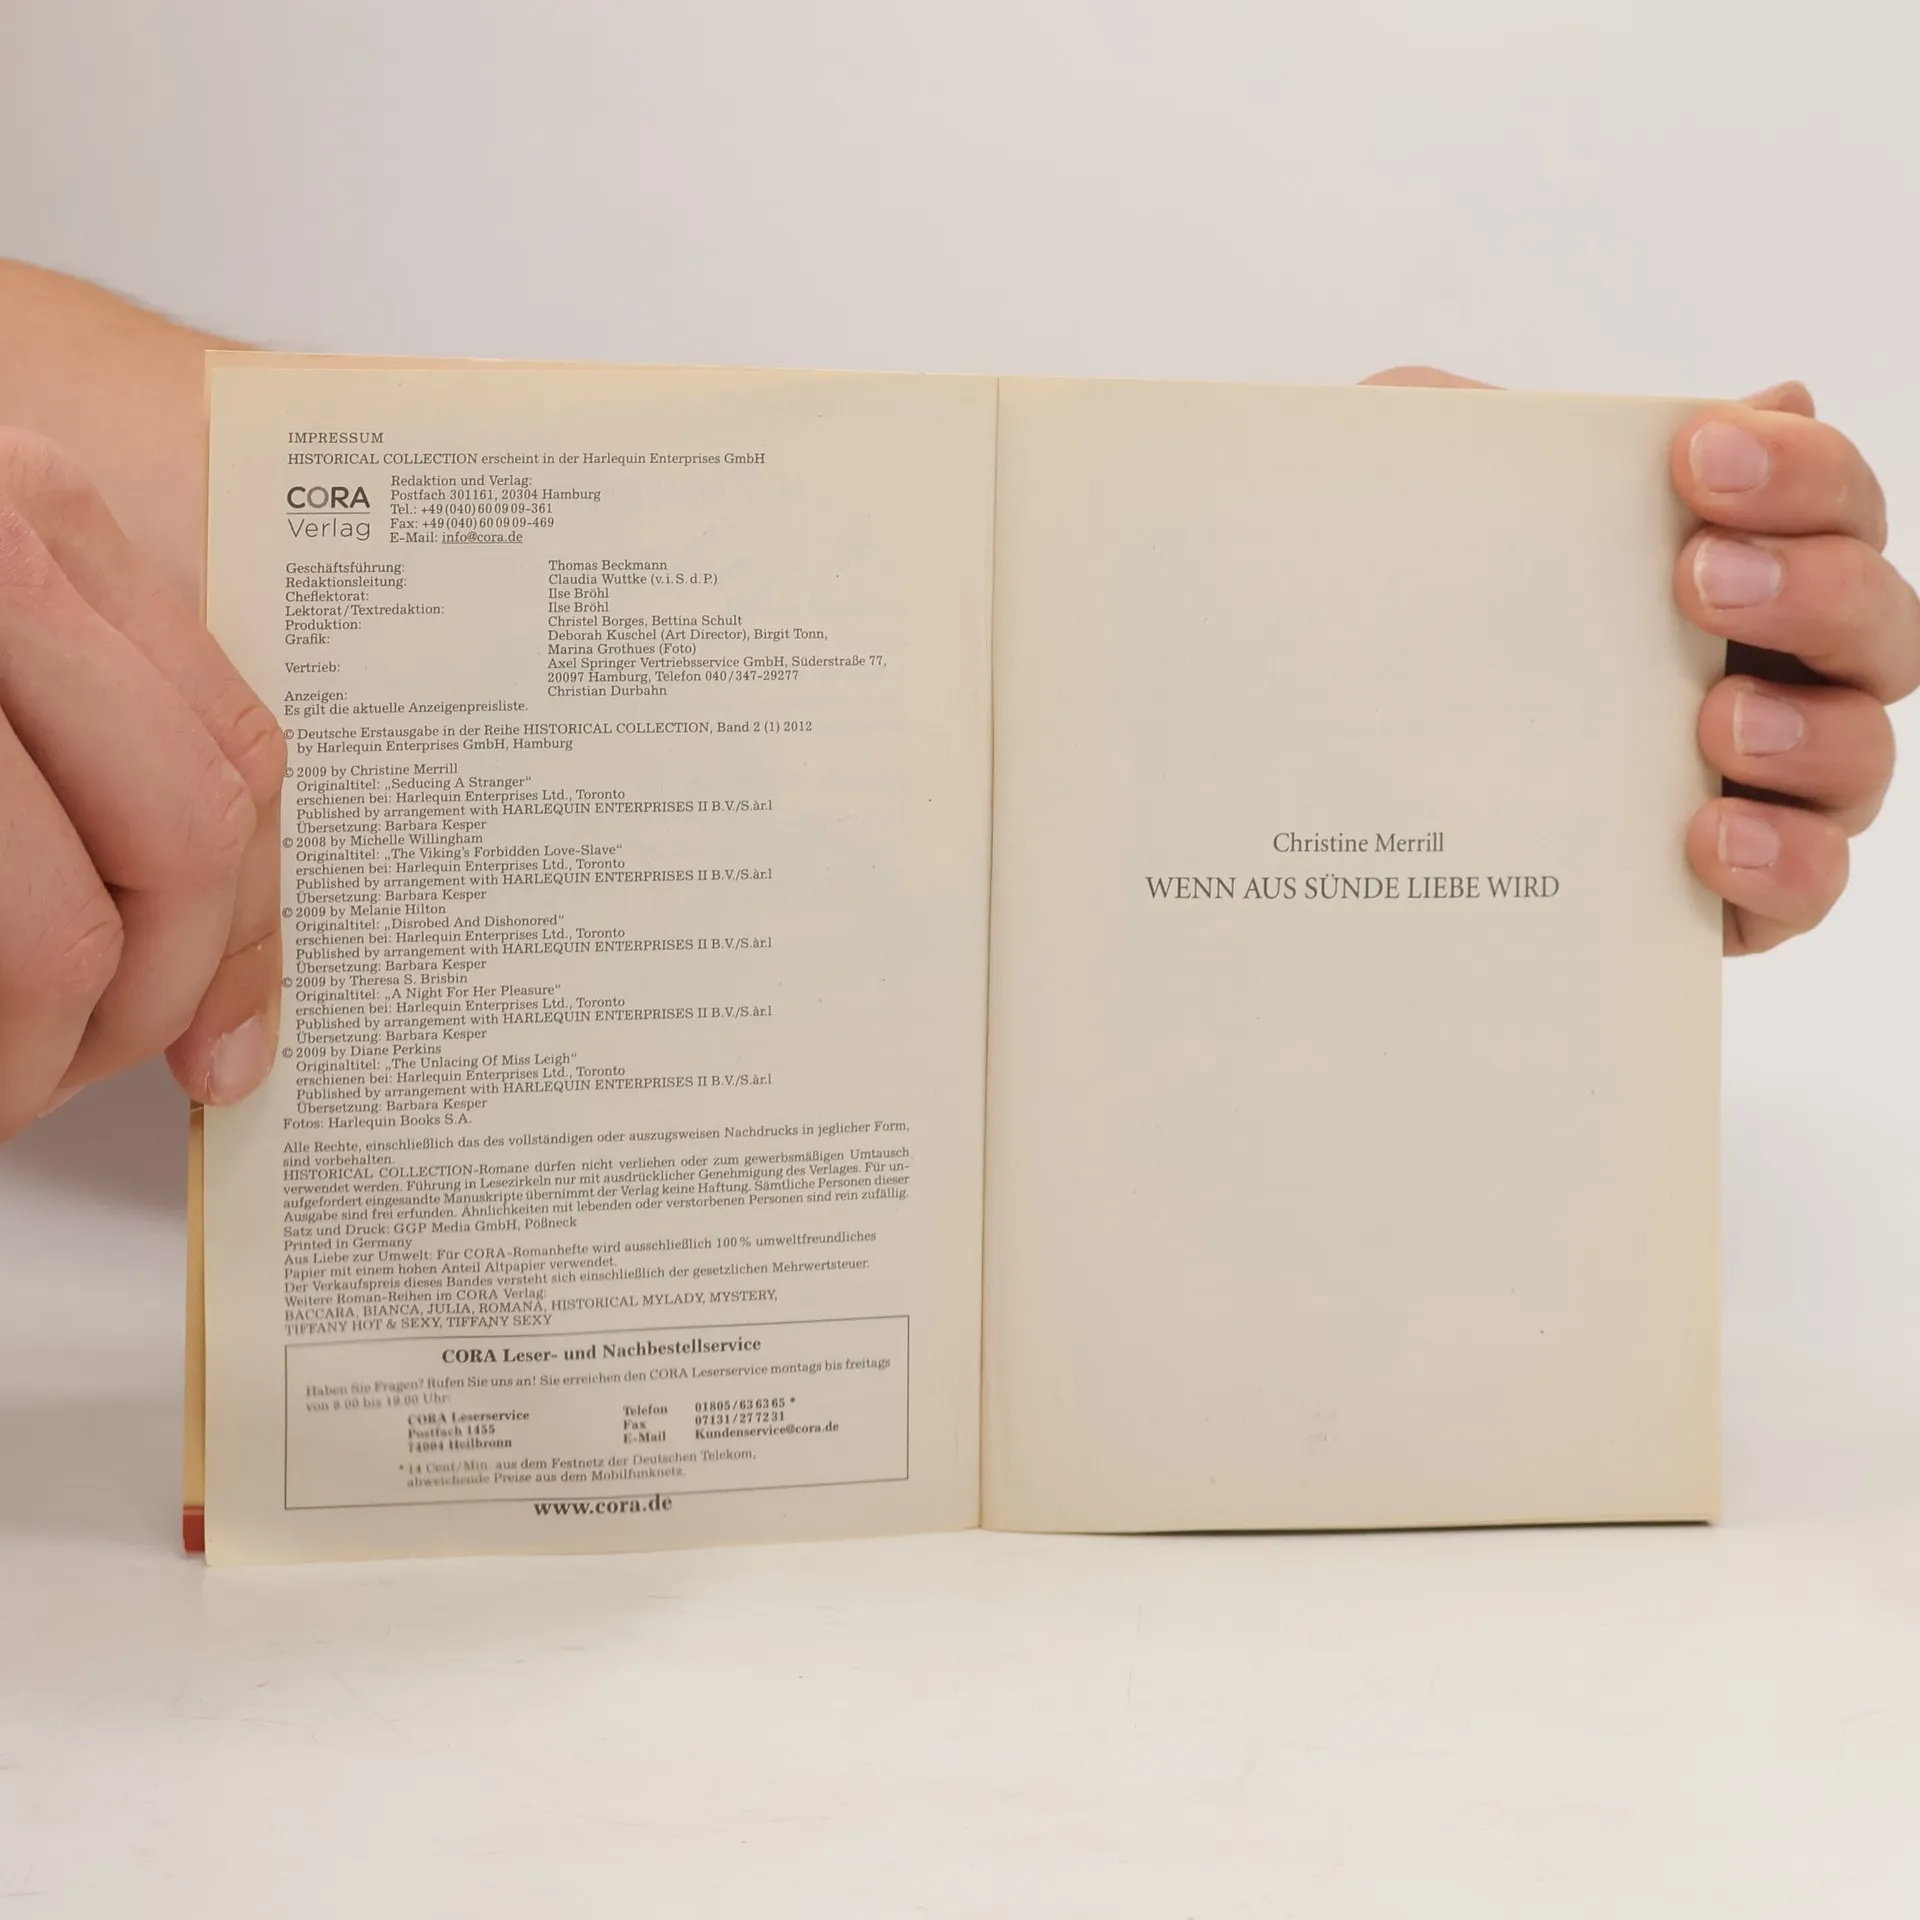 IMPRESSUM
HISTORICAL COLLECTION erscheint in der Harlequin Enterprises GmbH
CORA
Verlag
Redaktion und Verlag:
Postfach 301161, 20304 Hamburg
Tel.: +49(040)600909-361
Fax: +49(040)600909-469
E-Mail: info@cora.de
Geschäftsführung: Thomas Beckmann
Redaktionsleitung: Claudia Wuttke (v.i.S.d.P.)
Cheflektorat: Ilse Bröhl
Lektorat/Textredaktion: Ilse Bröhl
Produktion: Christel Borges, Bettina Schult
Grafik: Deborah Kuschel (Art Director), Birgit Tonn,
Marina Grothues (Foto)
Vertrieb: Axel Springer Vertriebsservice GmbH, Süderstraße 77,
20097 Hamburg, Telefon 040/347-29277
Anzeigen: Christian Durbahn
Es gilt die aktuelle Anzeigenpreisliste.
© Deutsche Erstausgabe in der Reihe HISTORICAL COLLECTION, Band 2 (1) 2012
by Harlequin Enterprises GmbH, Hamburg
© 2009 by Christine Merrill
Originaltitel: „Seducing A Stranger“
erschienen bei: Harlequin Enterprises Ltd., Toronto
Published by arrangement with HARLEQUIN ENTERPRISES II B.V./S.àr.l
Übersetzung: Barbara Kesper
© 2008 by Michelle Willingham
Originaltitel: „The Viking's Forbidden Love-Slave“
erschienen bei: Harlequin Enterprises Ltd., Toronto
Published by arrangement with HARLEQUIN ENTERPRISES II B.V./S.àr.l
Übersetzung: Barbara Kesper
© 2009 by Melanie Hilton
Originaltitel: „Disrobed And Dishonored“
erschienen bei: Harlequin Enterprises Ltd., Toronto
Published by arrangement with HARLEQUIN ENTERPRISES II B.V./S.àr.l
Übersetzung: Barbara Kesper
© 2009 by Theresa S. Brisbin
Originaltitel: „A Night For Her Pleasure“
erschienen bei: Harlequin Enterprises Ltd., Toronto
Published by arrangement with HARLEQUIN ENTERPRISES II B.V./S.àr.l
Übersetzung: Barbara Kesper
© 2009 by Diane Perkins
Originaltitel: „The Unlacing Of Miss Leigh“
erschienen bei: Harlequin Enterprises Ltd., Toronto
Published by arrangement with HARLEQUIN ENTERPRISES II B.V./S.àr.l
Übersetzung: Barbara Kesper
Fotos: Harlequin Books S.A.
Alle Rechte, einschließlich das des vollständigen oder auszugsweisen Nachdrucks in jeglicher Form,
sind vorbehalten.
HISTORICAL COLLECTION-Romane dürfen nicht verliehen oder zum gewerbsmäßigen Umtausch
verwendet werden. Führung in Lesezirkeln nur mit ausdrücklicher Genehmigung des Verlages. Für un-
aufgefordert eingesandte Manuskripte übernimmt der Verlag keine Haftung. Sämtliche Personen dieser
Ausgabe sind frei erfunden. Ähnlichkeiten mit lebenden oder verstorbenen Personen sind rein zufällig.
Satz und Druck: GGP Media GmbH, Pößneck
Printed in Germany
Aus Liebe zur Umwelt: Für CORA-Romanhefte wird ausschließlich 100% umweltfreundliches
Papier mit einem hohen Anteil Altpapier verwendet.
Der Verkaufspreis dieses Bandes versteht sich einschließlich der gesetzlichen Mehrwertsteuer.
Weitere Roman-Reihen im CORA Verlag:
BACCARA, BIANCA, JULIA, ROMANA, HISTORICAL MYLADY, MYSTERY,
TIFFANY HOT & SEXY, TIFFANY SEXY
CORA Leser- und Nachbestellservice
Haben Sie Fragen? Rufen Sie uns an! Sie erreichen den CORA Leserservice montags bis freitags
von 8.00 bis 19.00 Uhr:
CORA Leserservice Telefon 01805/636365 *
Postfach 1455 Fax 07131/277231
74004 Heilbronn E-Mail Kundenservice@cora.de
* 14 Cent/Min. aus dem Festnetz der Deutschen Telekom,
abweichende Preise aus dem Mobilfunknetz.
www.cora.de
Christine Merrill
WENN AUS SÜNDE LIEBE WIRD